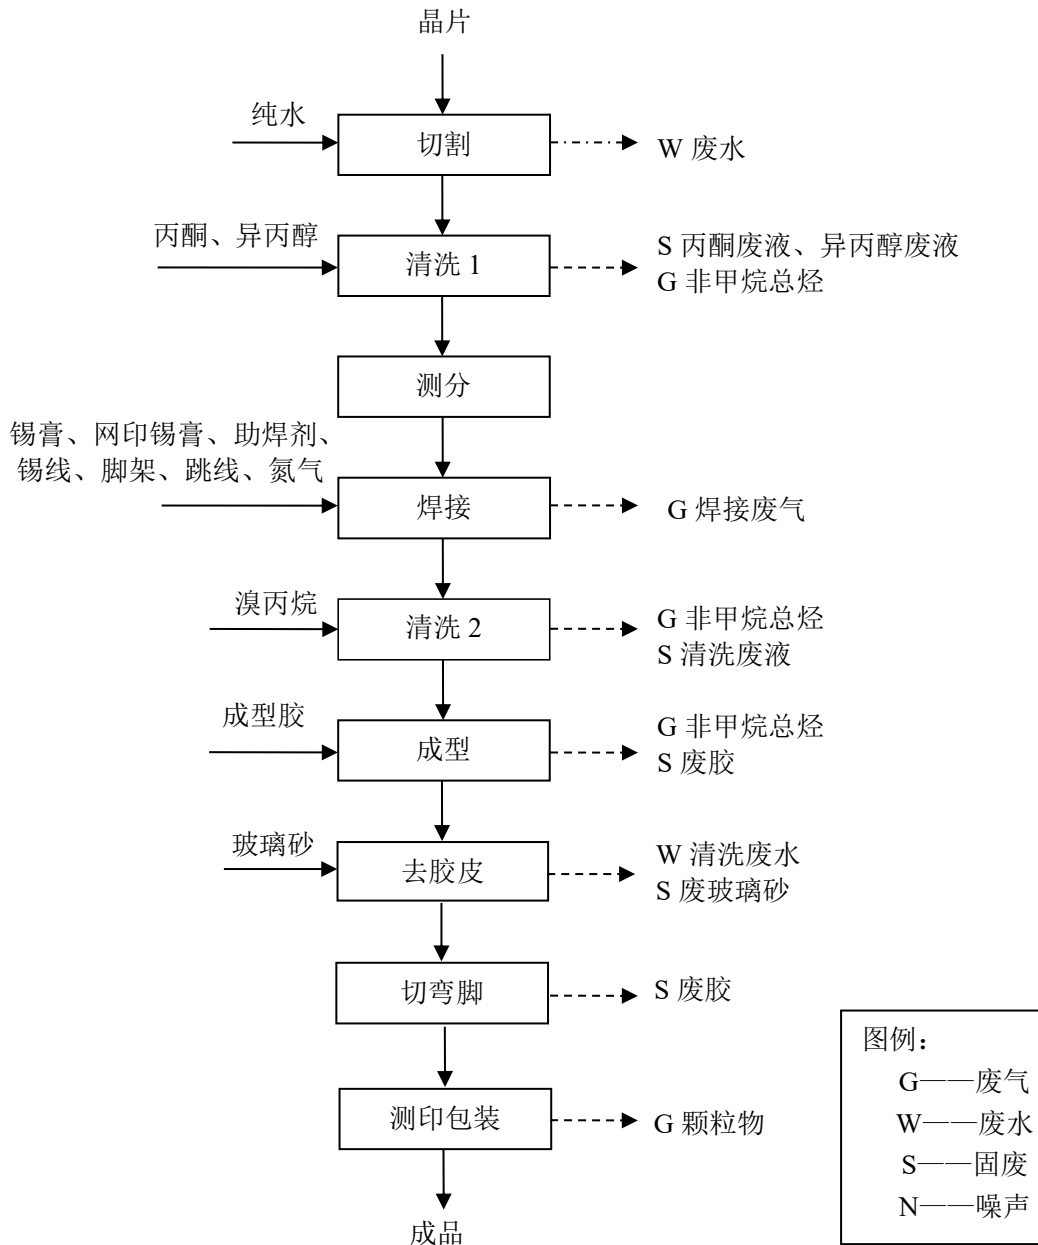 晶片
纯水
切割
W 废水
丙酮、异丙醇
清洗 1
S 丙酮废液、异丙醇废液
G 非甲烷总烃
测分
锡膏、网印锡膏、助焊剂、
锡线、脚架、跳线、氮气
焊接
G 焊接废气
溴丙烷
清洗 2
G 非甲烷总烃
S 清洗废液
成型胶
成型
G 非甲烷总烃
S 废胶
玻璃砂
去胶皮
W 清洗废水
S 废玻璃砂
切弯脚
S 废胶
测印包装
G 颗粒物
成品
图例：
G——废气
W——废水
S——固废
N——噪声